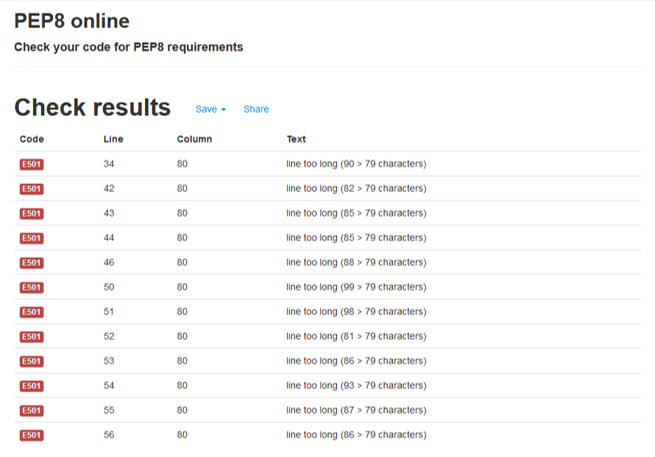 PEP8 online
Check your code for PEP8 requirements
Check results Save Share
Code Line Column Text
E501 34 80 line too long (90 > 79 characters)
E501 42 80 line too long (82 > 79 characters)
E501 43 80 line too long (85 > 79 characters)
E501 44 80 line too long (85 > 79 characters)
E501 46 80 line too long (88 > 79 characters)
E501 50 80 line too long (99 > 79 characters)
E501 51 80 line too long (98 > 79 characters)
E501 52 80 line too long (81 > 79 characters)
E501 53 80 line too long (86 > 79 characters)
E501 54 80 line too long (93 > 79 characters)
E501 55 80 line too long (87 > 79 characters)
E501 56 80 line too long (86 > 79 characters)